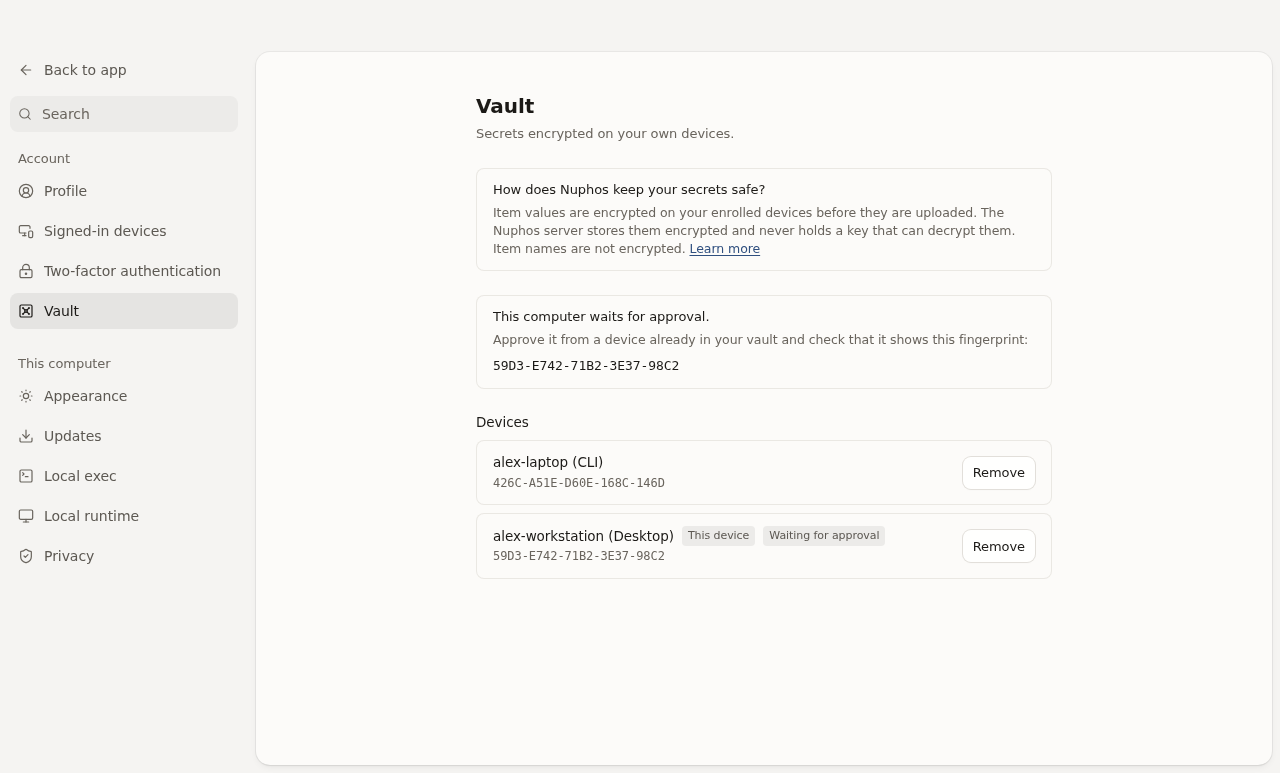 Back to app
Search
Account
Profile
Signed-in devices
Two-factor authentication
Vault
This computer
Appearance
Updates
Local exec
Local runtime
Privacy
Vault
Secrets encrypted on your own devices.
How does Nuphos keep your secrets safe?
Item values are encrypted on your enrolled devices before they are uploaded. The
Nuphos server stores them encrypted and never holds a key that can decrypt them.
Item names are not encrypted. Learn more
This computer waits for approval.
Approve it from a device already in your vault and check that it shows this fingerprint:
59D3-E742-71B2-3E37-98C2
Devices
alex-laptop (CLI)
426C-A51E-D60E-168C-146D
Remove
alex-workstation (Desktop) This device Waiting for approval
59D3-E742-71B2-3E37-98C2
Remove